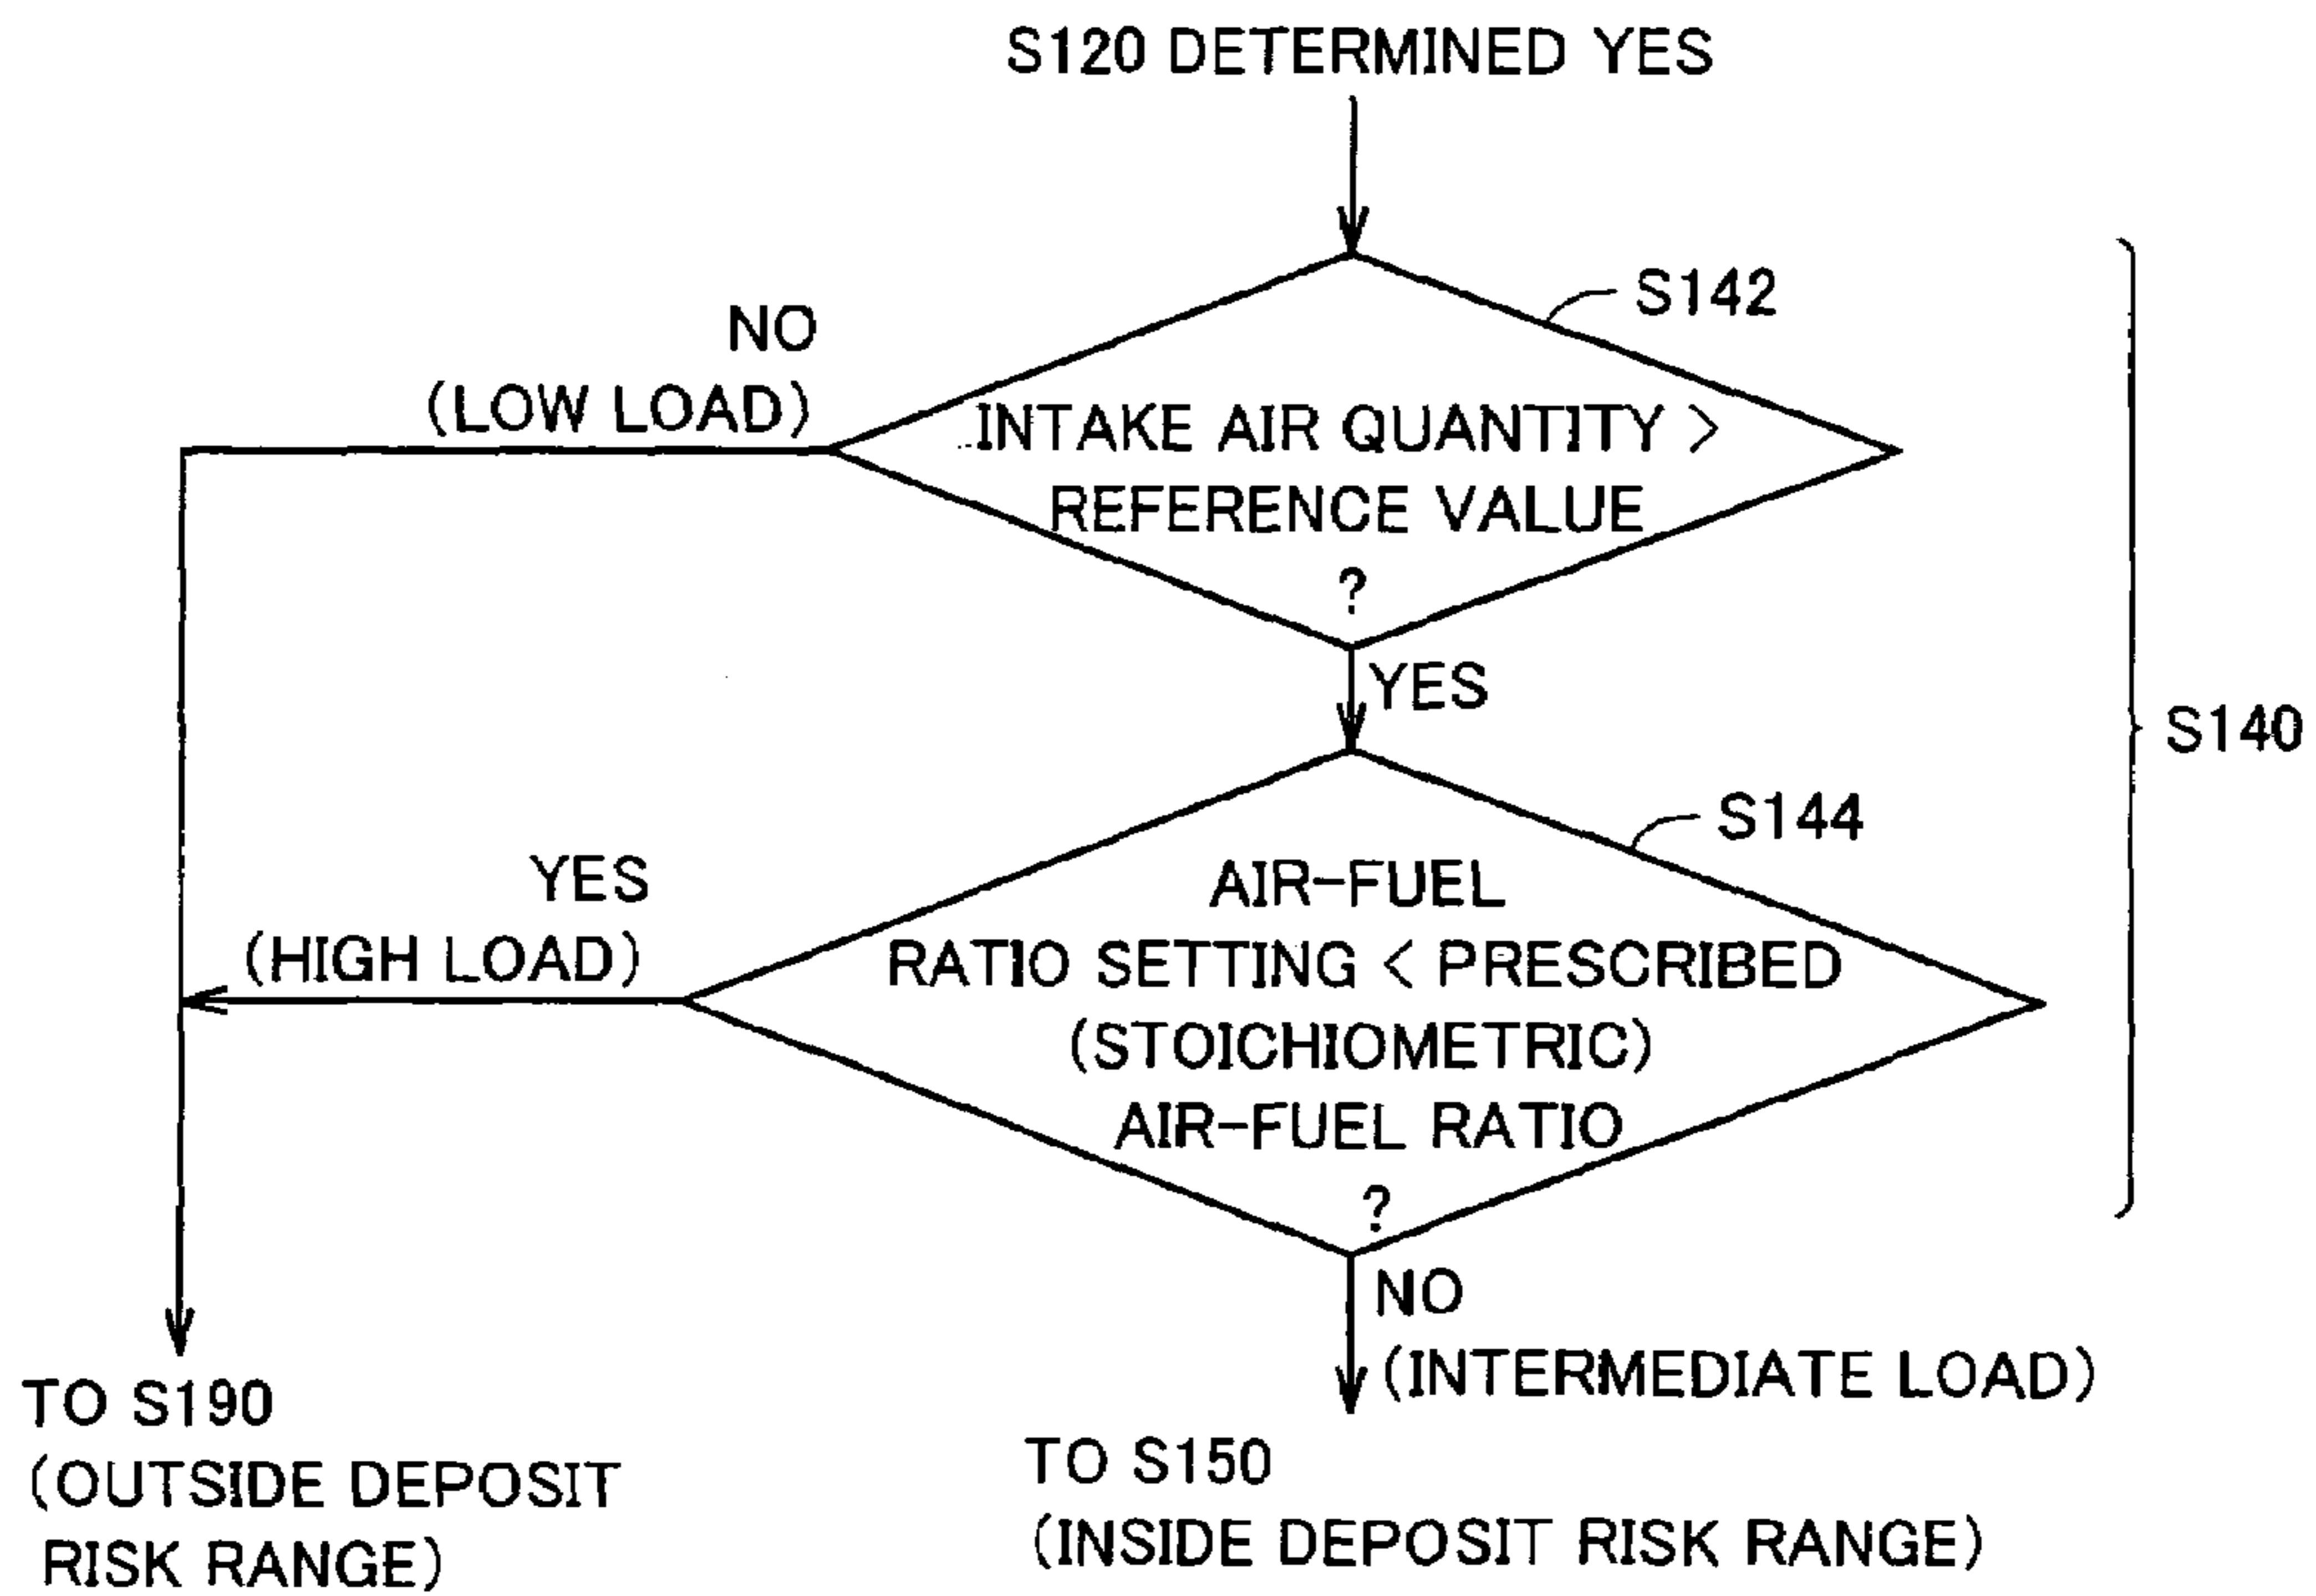 S120 DETERMINED YES
S142
NO
(LOW LOAD)
INTAKE AIR QUANTITY >
REFERENCE VALUE
?
YES
S140
S144
YES
(HIGH LOAD)
AIR-FUEL
RATIO SETTING < PRESCRIBED
(STOICHIOMETRIC)
AIR-FUEL RATIO
?
NO
(INTERMEDIATE LOAD)
TO S190
(OUTSIDE DEPOSIT
RISK RANGE)
TO S150
(INSIDE DEPOSIT RISK RANGE)